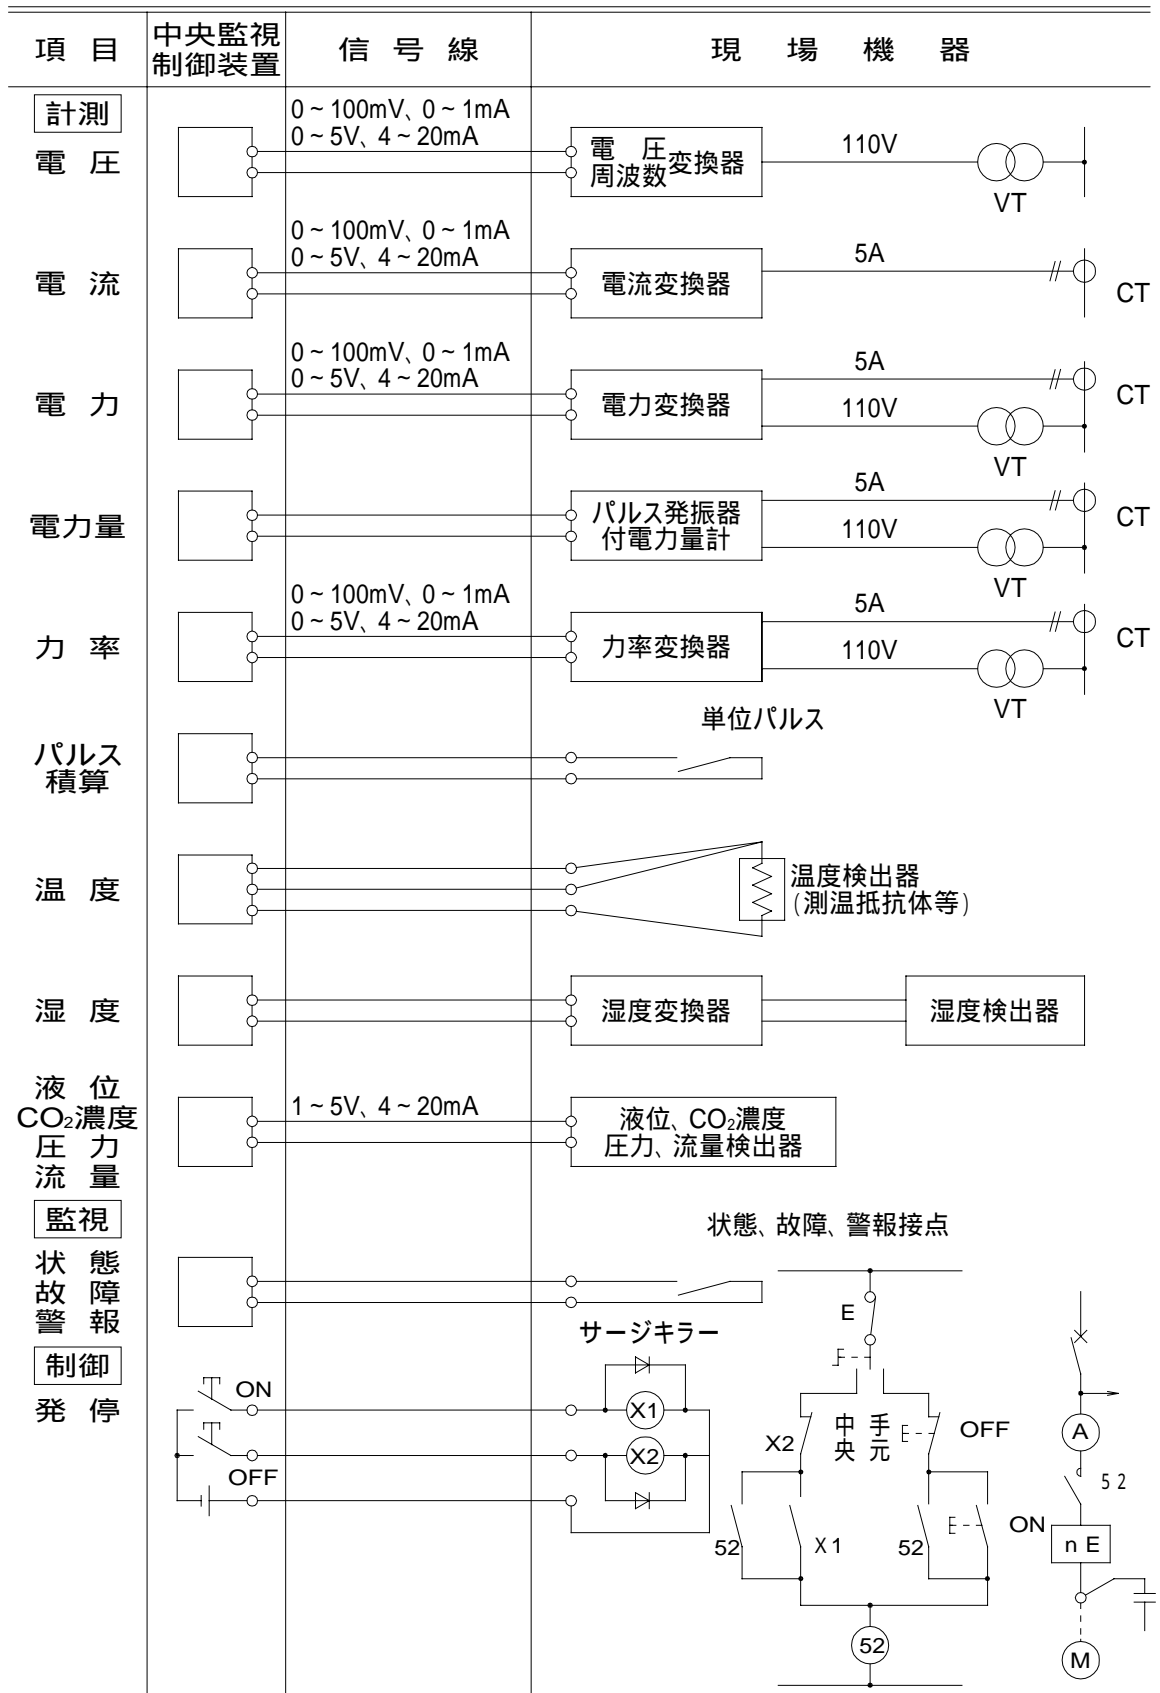 項 目
中央監視
制御装置
信 号 線
現 場 機 器
計測
電 圧
0~100mV、0~1mA
0~5V、4~20mA
電 圧
周波数
変換器
110V
VT
電 流
0~100mV、0~1mA
0~5V、4~20mA
電流変換器
5A
CT
電 力
0~100mV、0~1mA
0~5V、4~20mA
電力変換器
5A
CT
110V
VT
電力量
パルス発振器
付電力量計
5A
CT
110V
VT
力 率
0~100mV、0~1mA
0~5V、4~20mA
力率変換器
5A
CT
110V
VT
パルス
積算
単位パルス
温 度
温度検出器
(測温抵抗体等)
湿 度
湿度変換器
湿度検出器
液 位
CO₂濃度
圧 力
流 量
1~5V、4~20mA
液位、CO₂濃度
圧力、流量検出器
監視
状 態
故 障
警 報
状態、故障、警報接点
制御
発 停
ON
OFF
サージキラー
X1
X2
E
X2
中央
手元
E
OFF
52
X1
52
E
ON
52
A
52
nE
M